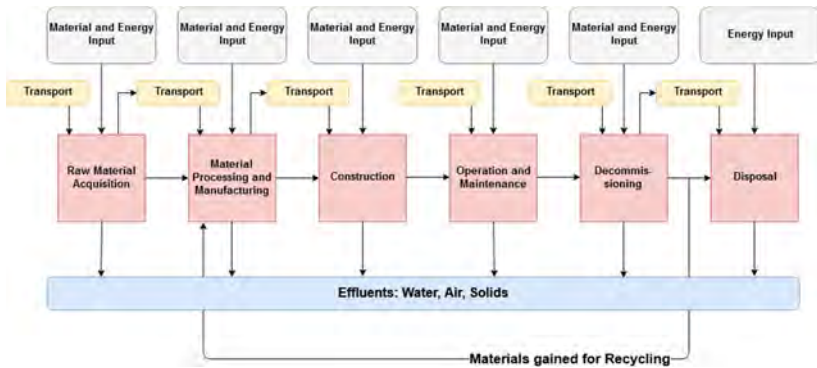 Material and Energy
Input
Material and Energy
Input
Material and Energy
Input
Material and Energy
Input
Material and Energy
Input
Energy Input
Transport
Transport
Transport
Transport
Transport
Transport
Raw Material
Acquisition
Material
Processing and
Manufacturing
Construction
Operation and
Maintenance
Decommis-
sioning
Disposal
Effluents: Water, Air, Solids
Materials gained for Recycling